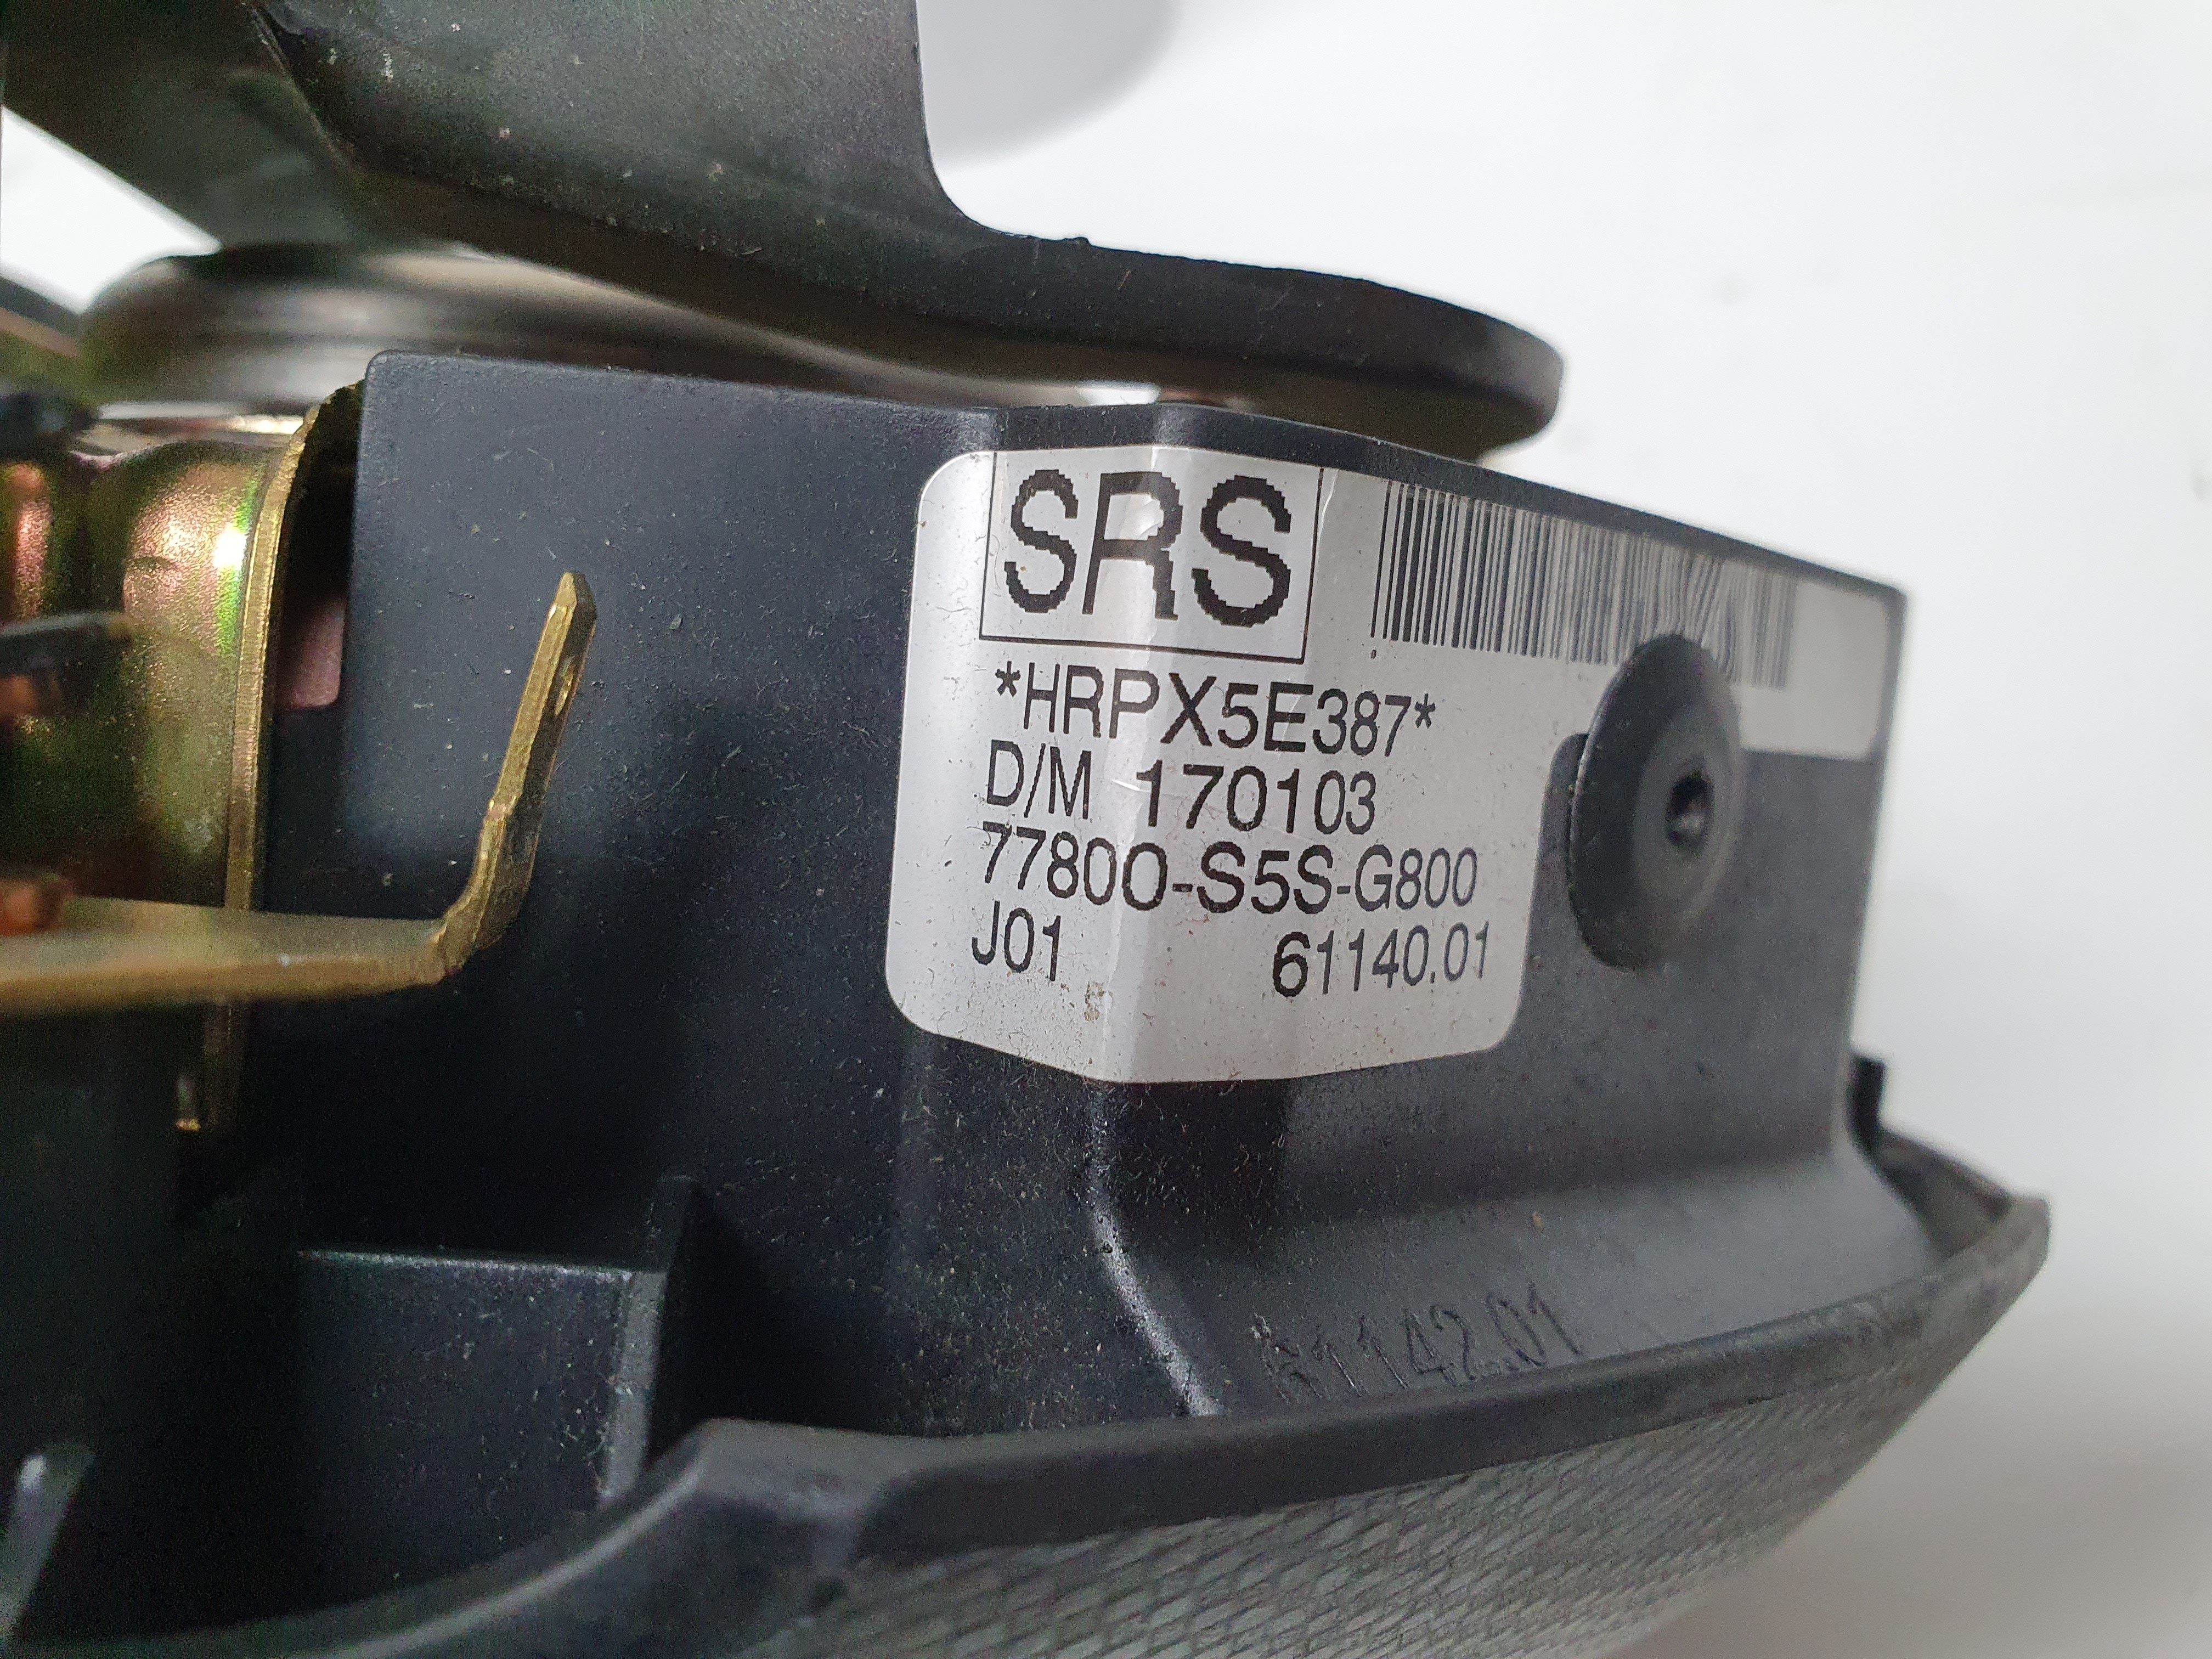 SRS
*HRPX5E387*
D/M 170103
77800-S5S-G800
J01 61140.01
61142.01